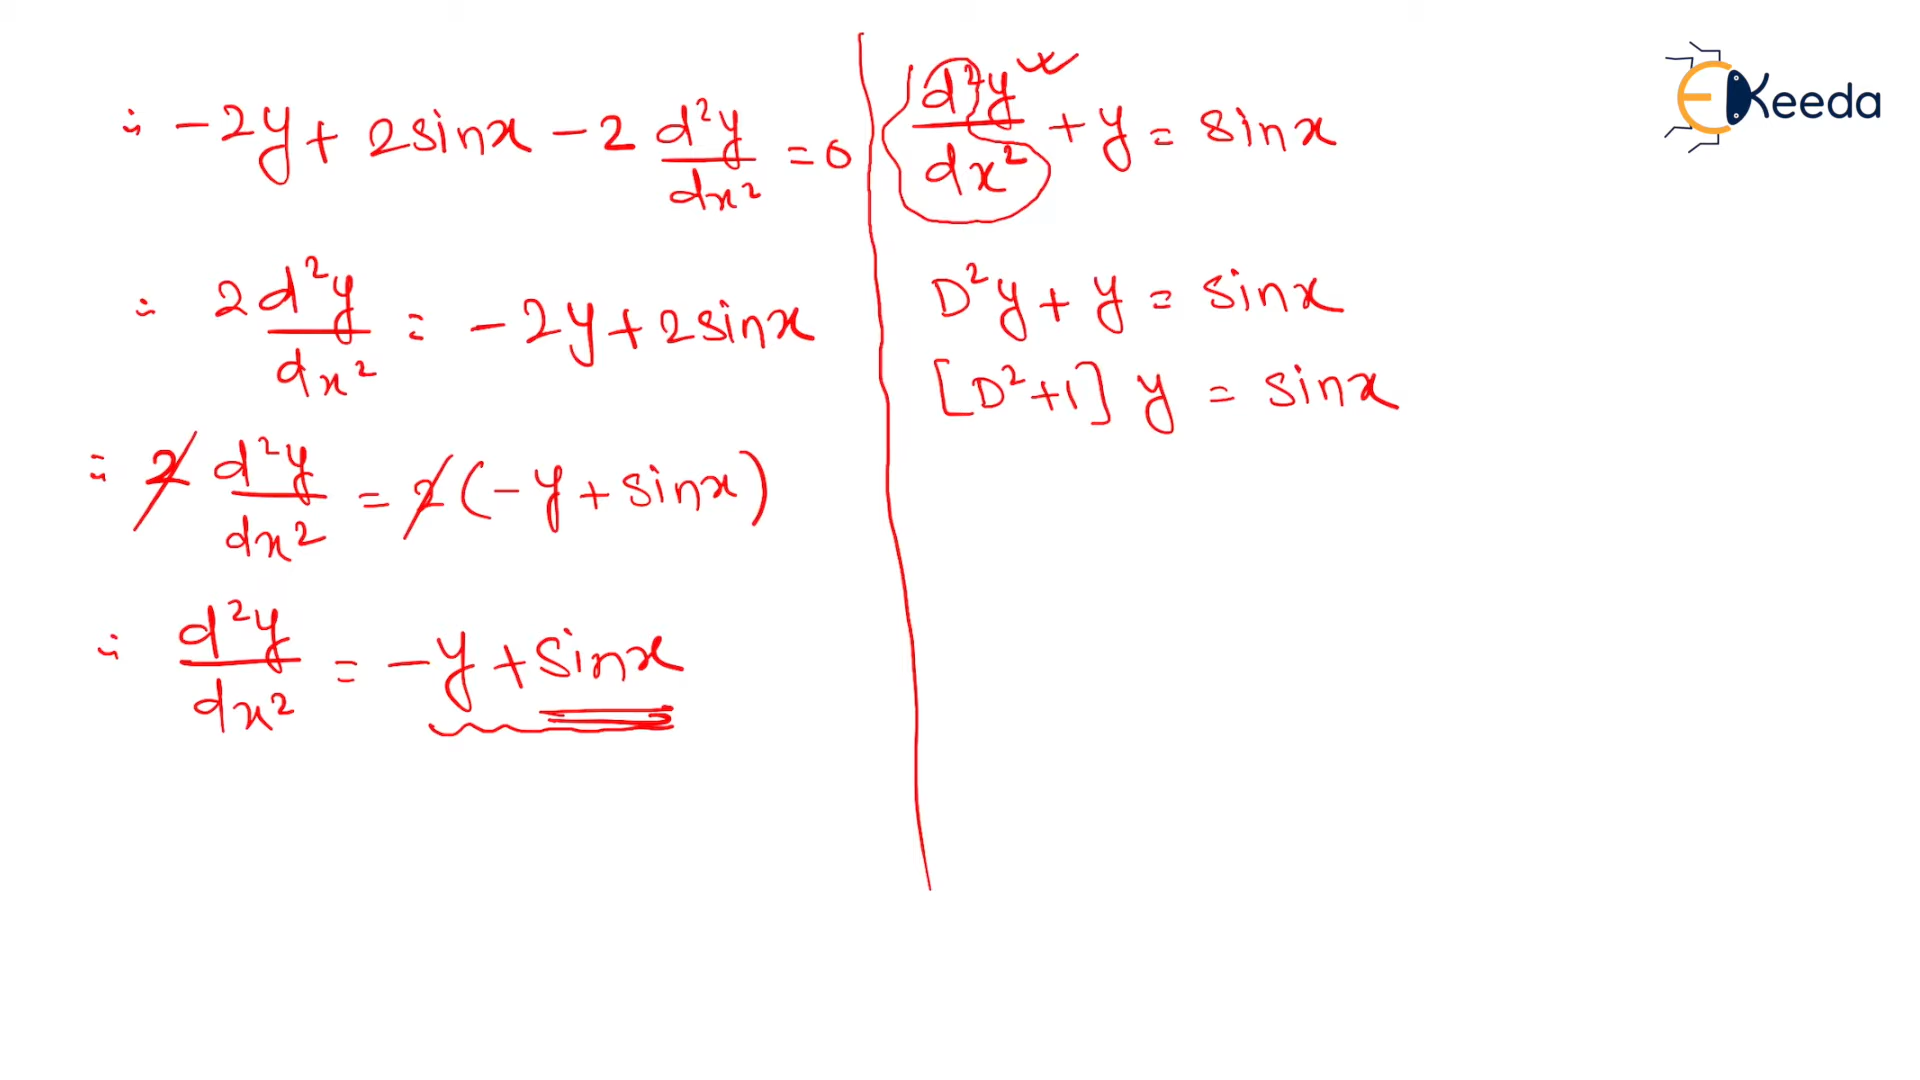 ∴ -2y + 2sinx - 2 d²y/dx² = 0
∴ 2 d²y/dx² = -2y + 2sinx
∴ 2 d²y/dx² = 2(-y + sinx)
∴ d²y/dx² = -y + sinx
d²y/dx² + y = sinx
D²y + y = sinx
[D²+1] y = sinx
EKeeda